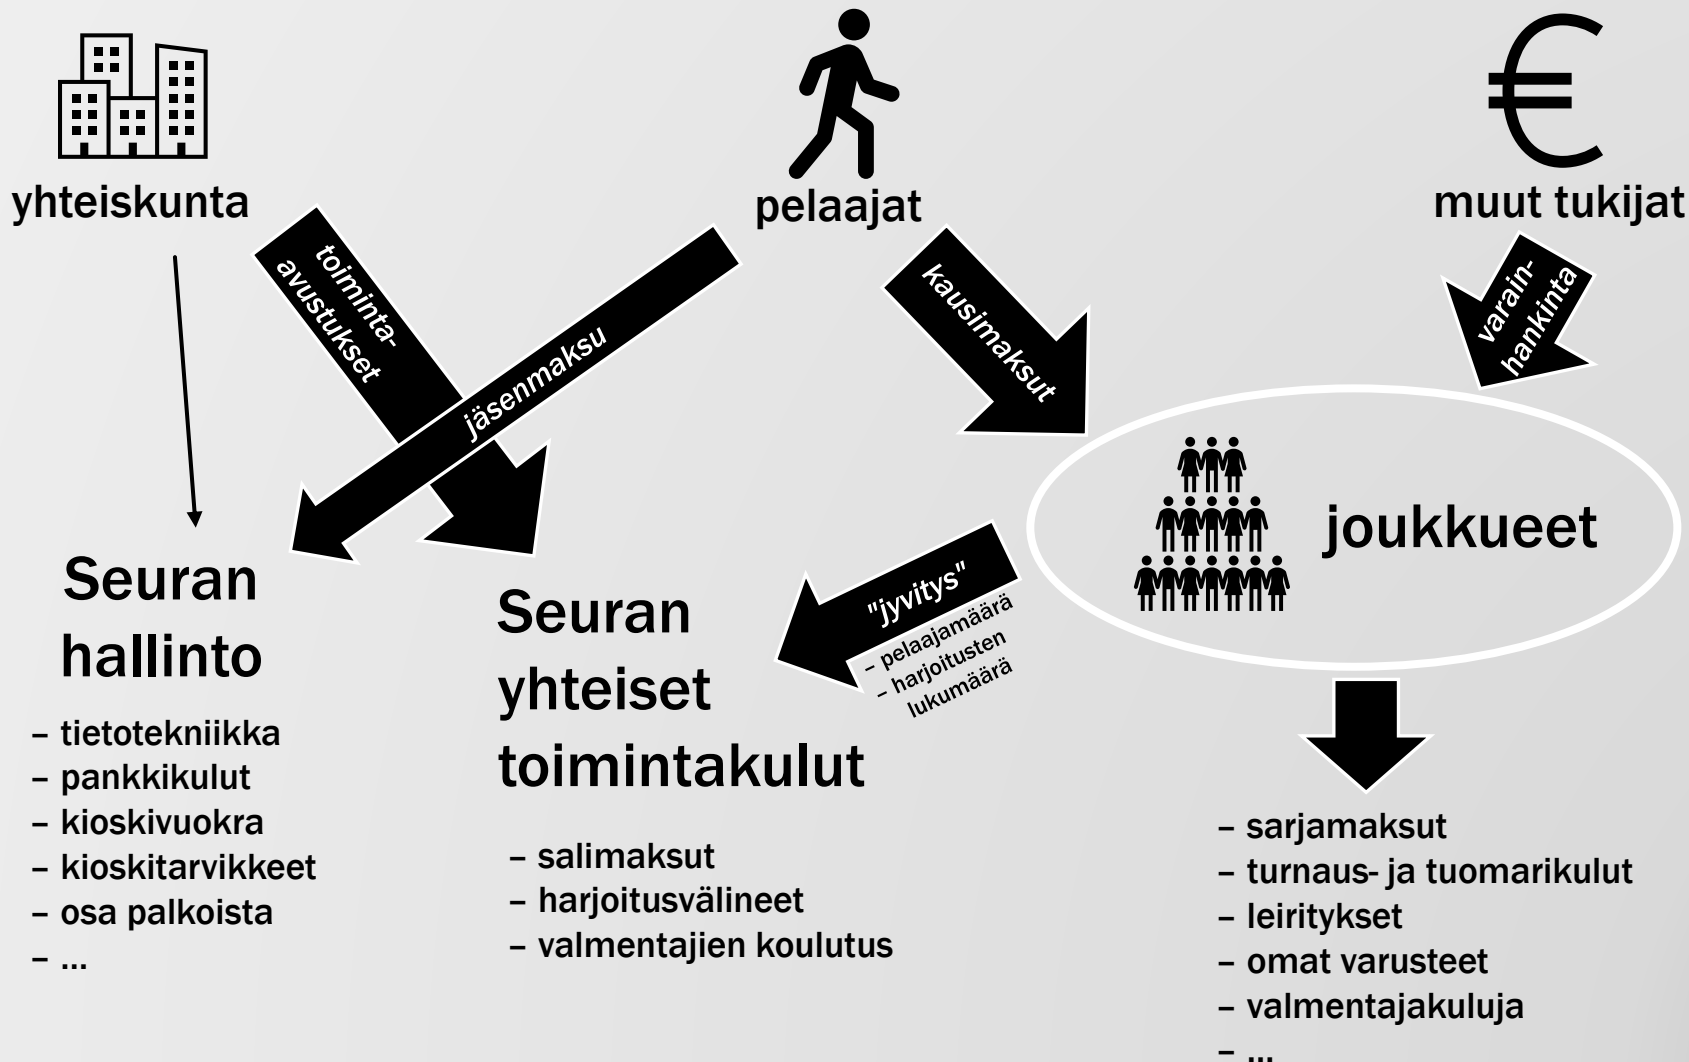 yhteiskunta
pelaajat
muut tukijat
toiminta-
avustukset
jäsenmaksu
kausimaksut
varain-
hankinta
joukkueet
"jyvitys"
– pelaajamäärä
– harjoitusten
lukumäärä
Seuran
hallinto
– tietotekniikka
– pankkikulut
– kioskivuokra
– kioskitarvikkeet
– osa palkoista
– ...
Seuran
yhteiset
toimintakulut
– salimaksut
– harjoitusvälineet
– valmentajien koulutus
– sarjamaksut
– turnaus- ja tuomarikulut
– leiritykset
– omat varusteet
– valmentajakuluja
– ...